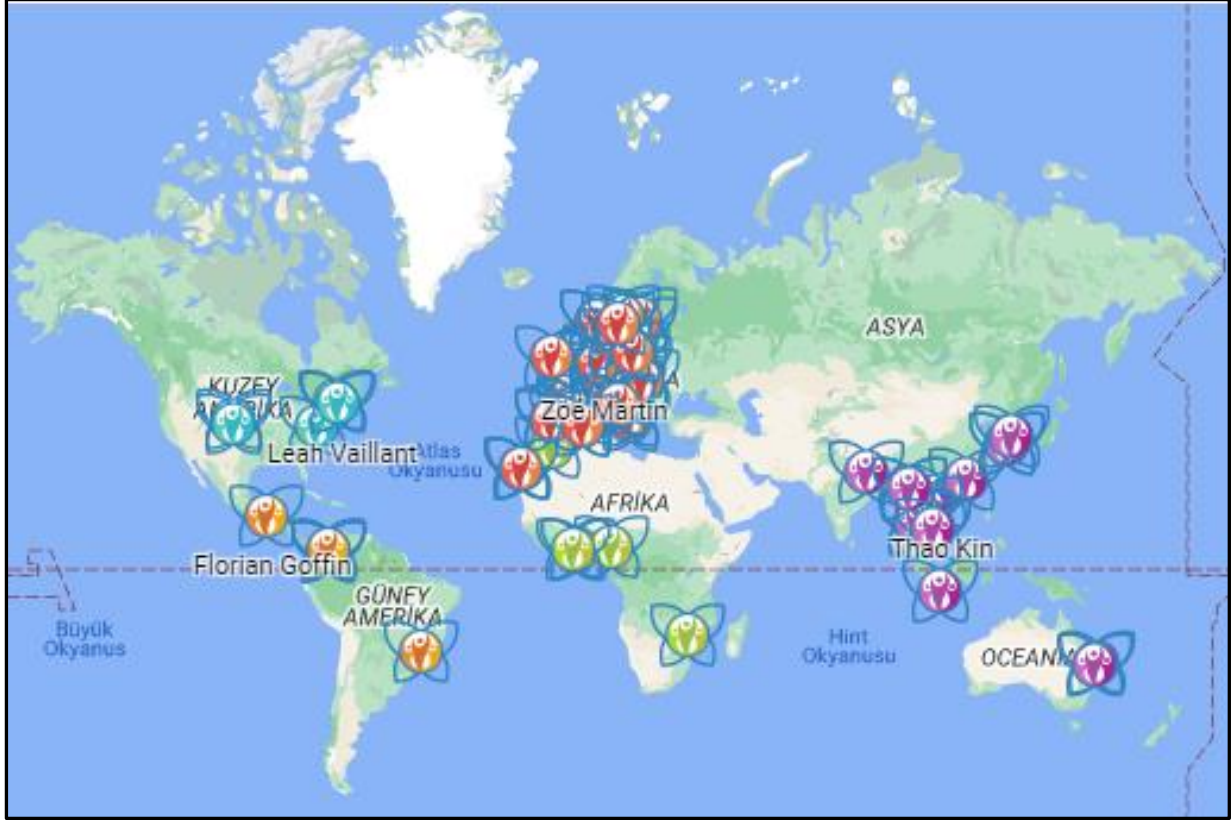 ASYA
KUZEY
AMERİKA
Zoë Martin
Leah Vaillant
Atlas
Okyanusu
AFRİKA
Thao Kin
Florian Goffin
GÜNEY
AMERİKA
Büyük
Okyanus
Hint
Okyanusu
OCEANIA